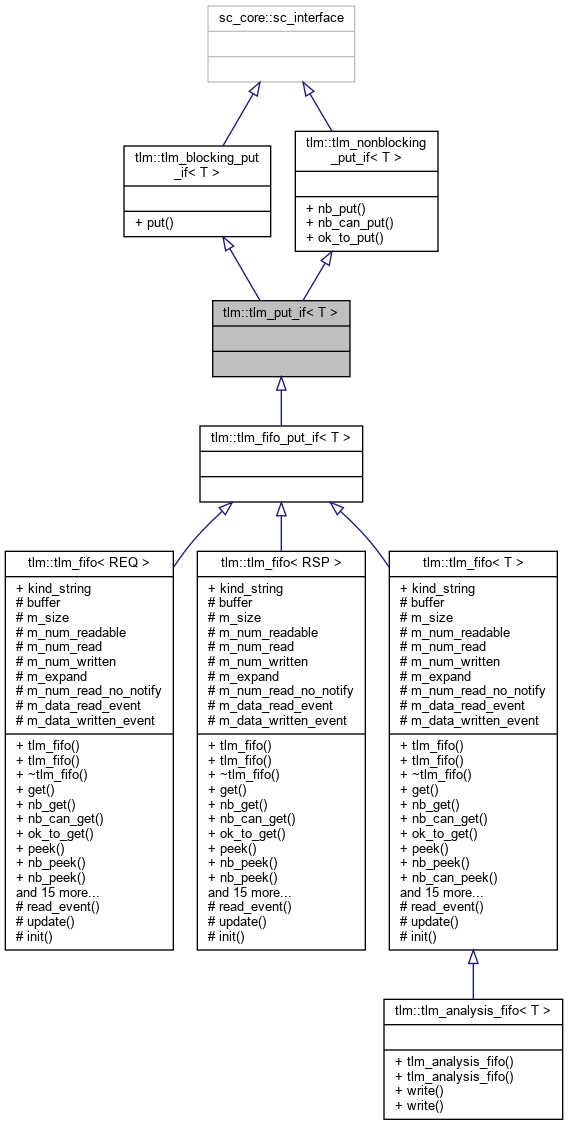 sc_core::sc_interface
tlm::tlm_blocking_put
_if< T >
+ put()
tlm::tlm_nonblocking
_put_if< T >
+ nb_put()
+ nb_can_put()
+ ok_to_put()
tlm::tlm_put_if< T >
tlm::tlm_fifo_put_if< T >
tlm::tlm_fifo< REQ >
+ kind_string
# buffer
# m_size
# m_num_readable
# m_num_read
# m_num_written
# m_expand
# m_num_read_no_notify
# m_data_read_event
# m_data_written_event
+ tlm_fifo()
+ tlm_fifo()
+ ~tlm_fifo()
+ get()
+ nb_get()
+ nb_can_get()
+ ok_to_get()
+ peek()
+ nb_peek()
+ nb_peek()
and 15 more...
# read_event()
# update()
# init()
tlm::tlm_fifo< RSP >
+ kind_string
# buffer
# m_size
# m_num_readable
# m_num_read
# m_num_written
# m_expand
# m_num_read_no_notify
# m_data_read_event
# m_data_written_event
+ tlm_fifo()
+ tlm_fifo()
+ ~tlm_fifo()
+ get()
+ nb_get()
+ nb_can_get()
+ ok_to_get()
+ peek()
+ nb_peek()
+ nb_peek()
and 15 more...
# read_event()
# update()
# init()
tlm::tlm_fifo< T >
+ kind_string
# buffer
# m_size
# m_num_readable
# m_num_read
# m_num_written
# m_expand
# m_num_read_no_notify
# m_data_read_event
# m_data_written_event
+ tlm_fifo()
+ tlm_fifo()
+ ~tlm_fifo()
+ get()
+ nb_get()
+ nb_can_get()
+ ok_to_get()
+ peek()
+ nb_peek()
+ nb_can_peek()
and 15 more...
# read_event()
# update()
# init()
tlm::tlm_analysis_fifo< T >
+ tlm_analysis_fifo()
+ tlm_analysis_fifo()
+ write()
+ write()